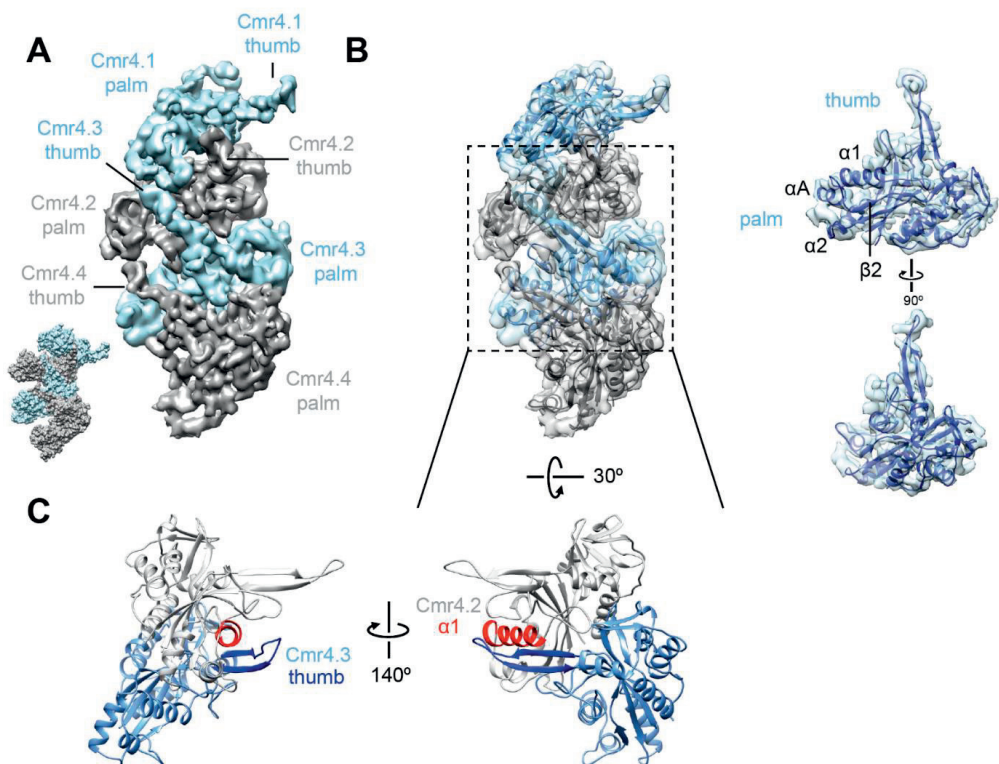 A
Cmr4.1
thumb
Cmr4.1
palm
Cmr4.3
thumb
Cmr4.2
thumb
Cmr4.2
palm
Cmr4.3
palm
Cmr4.4
thumb
Cmr4.4
palm
B
thumb
α1
αA
palm
α2
β2
90º
30º
C
Cmr4.3
thumb
140º
Cmr4.2
α1